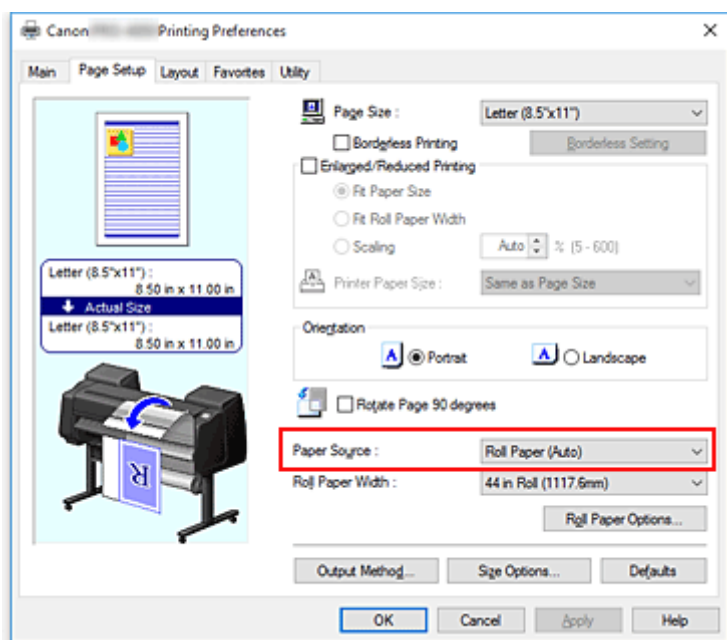 Canon Printing Preferences
Main Page Setup Layout Favorites Utility
Page Size : Letter (8.5"x11")
Borderless Printing Borderless Setting
Enlarged/Reduced Printing
Fit Paper Size
Fit Roll Paper Width
Scaling Auto % (5 - 600)
Printer Paper Size : Same as Page Size
Letter (8.5"x11") :
8.50 in x 11.00 in
Actual Size
Letter (8.5"x11") :
8.50 in x 11.00 in
Orientation
A Portrait A Landscape
Rotate Page 90 degrees
R
Paper Source : Roll Paper (Auto)
Roll Paper Width : 44 in Roll (1117.6mm)
Roll Paper Options...
Output Method... Size Options... Defaults
OK Cancel Apply Help